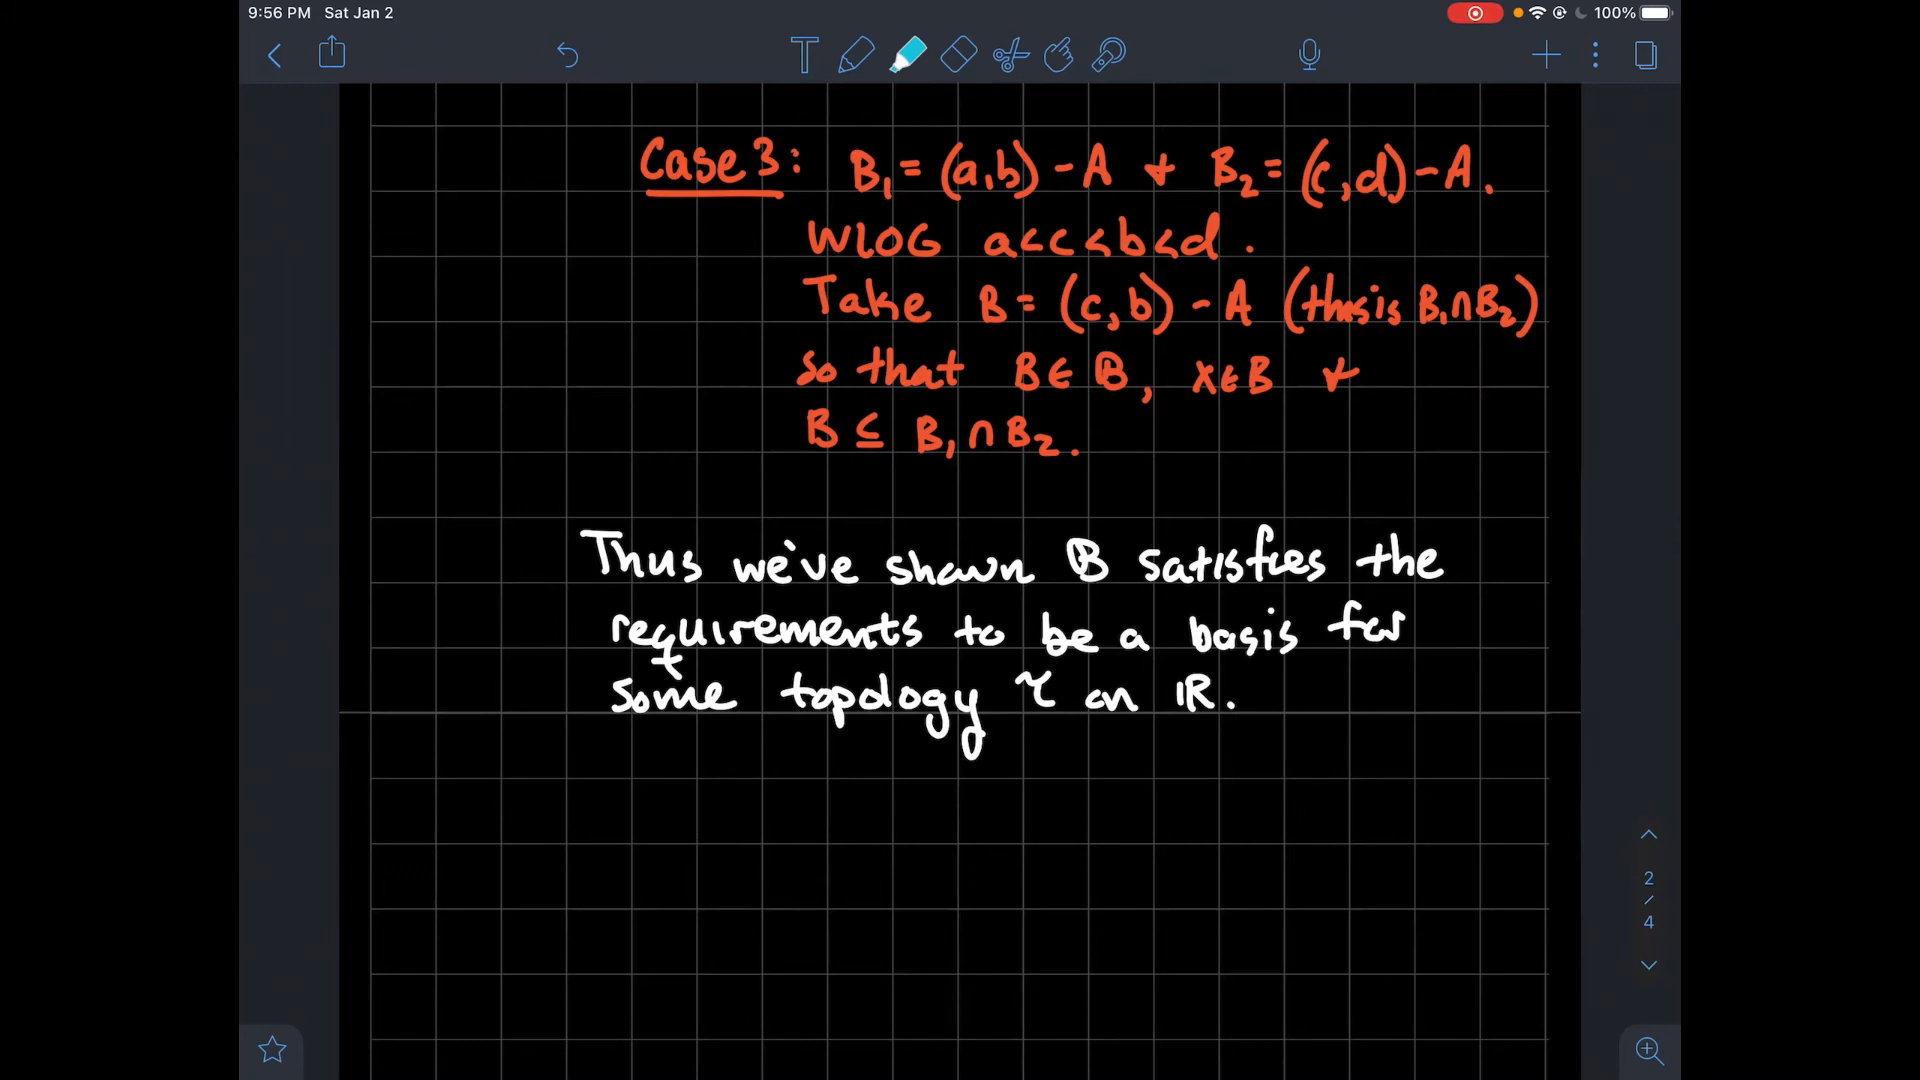 9:56 PM Sat Jan 2
100%
Case 3: B₁ = (a,b) - A & B₂ = (c,d) - A.
WLOG a<c<b<d.
Take B = (c,b) - A (this is B₁∩B₂)
so that B ∈ 𝔹, x∈B &
B ⊆ B₁ ∩ B₂.
Thus we've shown 𝔹 satisfies the
requirements to be a basis for
some topology τ on ℝ.
2
/
4